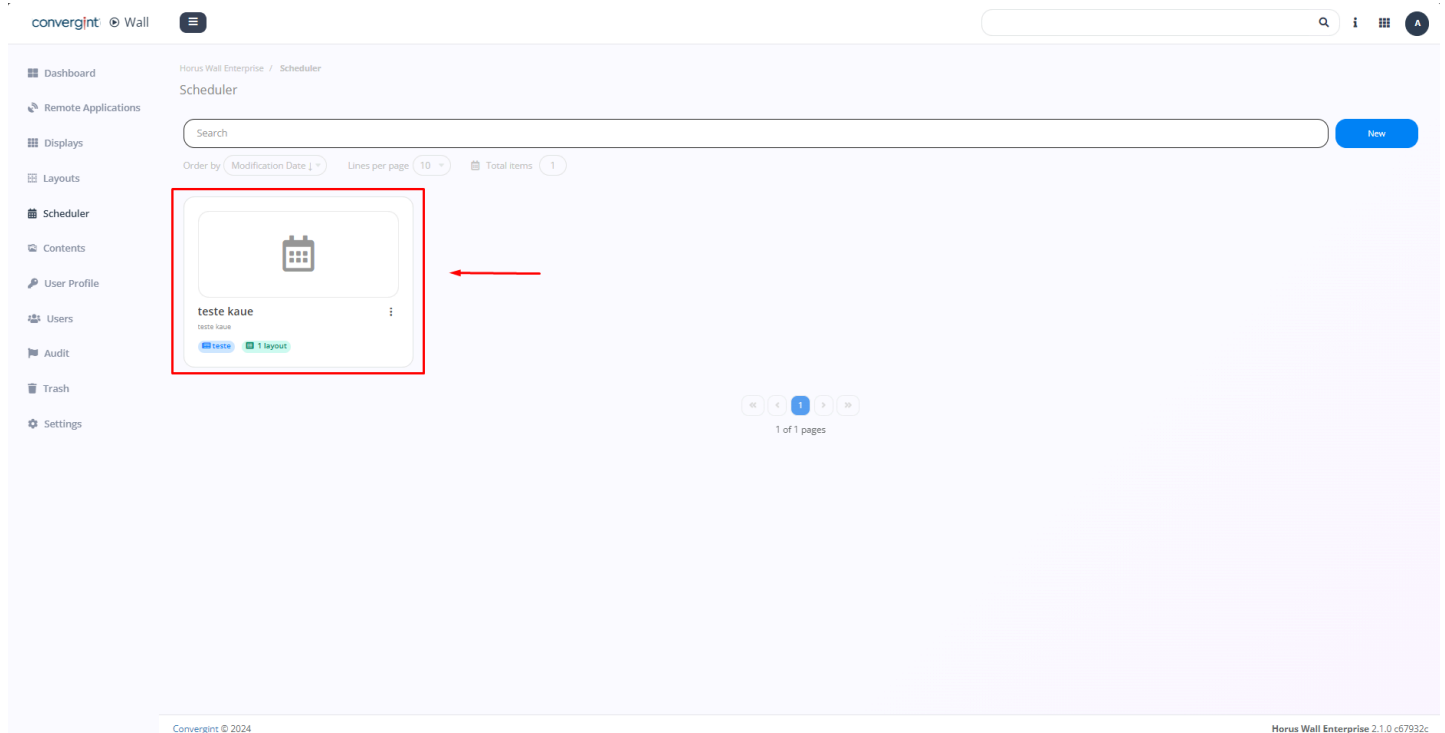 convergint Wall
A
Dashboard
Remote Applications
Displays
Layouts
Scheduler
Contents
User Profile
Users
Audit
Trash
Settings
Horus Wall Enterprise / Scheduler
Scheduler
Search
New
Order by Modification Date ↓ Lines per page 10 Total items 1
teste kaue
teste kaue
teste 1 layout
« ‹ 1 › »
1 of 1 pages
Convergint © 2024
Horus Wall Enterprise 2.1.0 c67932c